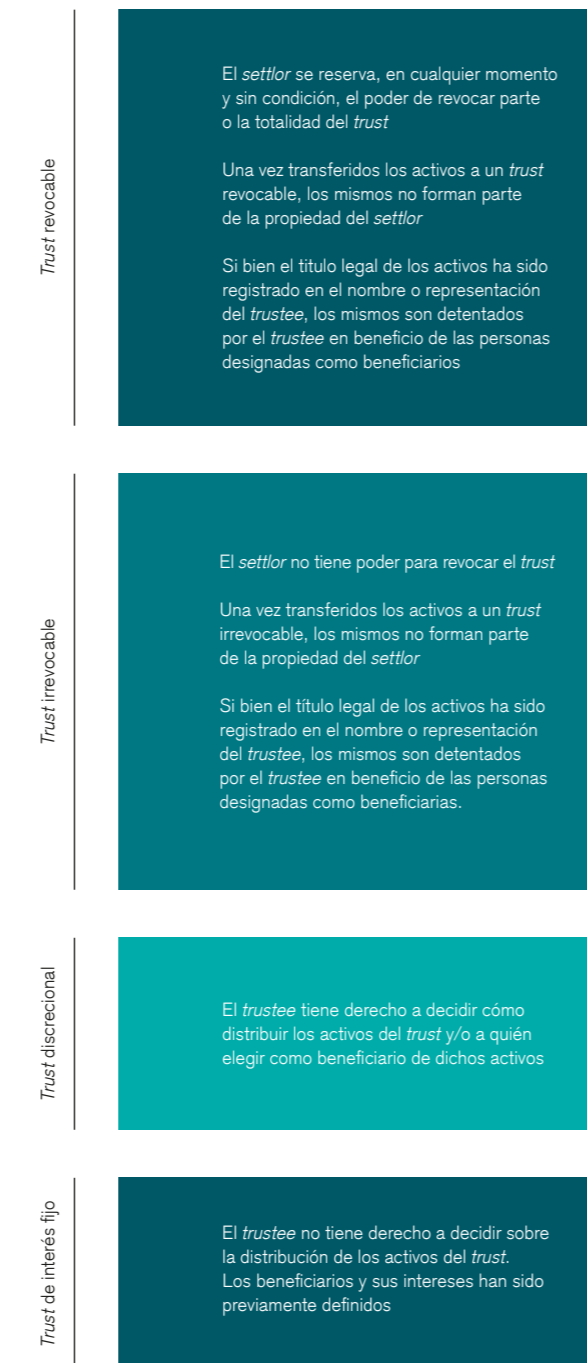 Trust revocable
El settlor se reserva, en cualquier momento
y sin condición, el poder de revocar parte
o la totalidad del trust
Una vez transferidos los activos a un trust
revocable, los mismos no forman parte
de la propiedad del settlor
Si bien el titulo legal de los activos ha sido
registrado en el nombre o representación
del trustee, los mismos son detentados
por el trustee en beneficio de las personas
designadas como beneficiarios
Trust irrevocable
El settlor no tiene poder para revocar el trust
Una vez transferidos los activos a un trust
irrevocable, los mismos no forman parte
de la propiedad del settlor
Si bien el título legal de los activos ha sido
registrado en el nombre o representación
del trustee, los mismos son detentados
por el trustee en beneficio de las personas
designadas como beneficiarias.
Trust discrecional
El trustee tiene derecho a decidir cómo
distribuir los activos del trust y/o a quién
elegir como beneficiario de dichos activos
Trust de interés fijo
El trustee no tiene derecho a decidir sobre
la distribución de los activos del trust.
Los beneficiarios y sus intereses han sido
previamente definidos